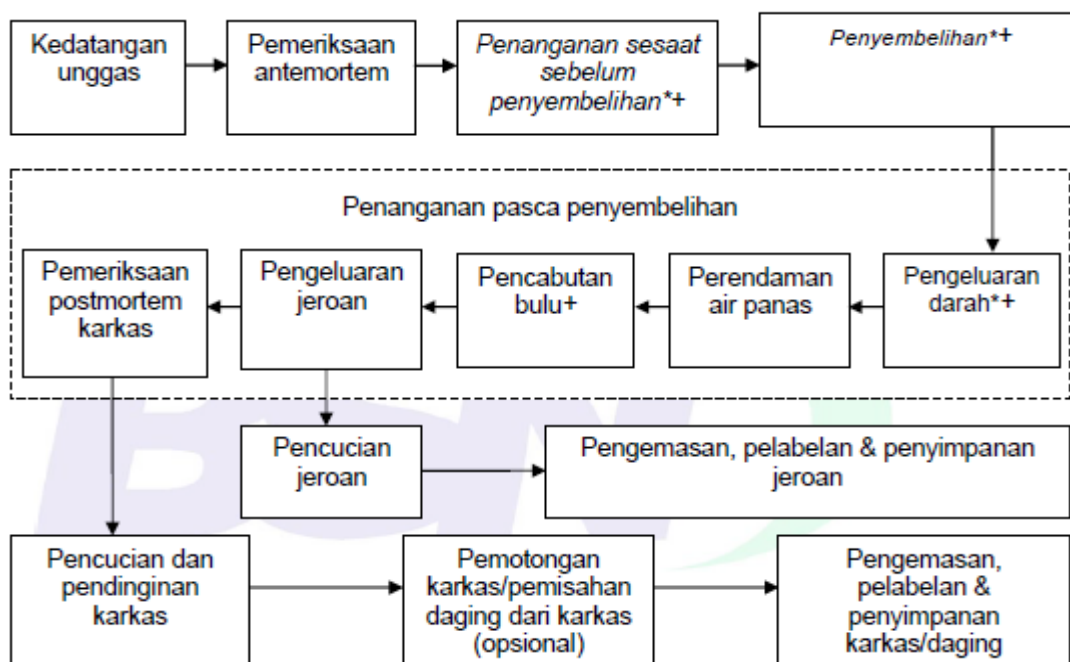 Kedatangan
unggas
Pemeriksaan
antemortem
Penanganan sesaat
sebelum
penyembelihan*+
Penyembelihan*+
Penanganan pasca penyembelihan
Pengeluaran
darah*+
Perendaman
air panas
Pencabutan
bulu+
Pengeluaran
jeroan
Pemeriksaan
postmortem
karkas
Pencucian
jeroan
Pengemasan, pelabelan & penyimpanan
jeroan
Pencucian dan
pendinginan
karkas
Pemotongan
karkas/pemisahan
daging dari karkas
(opsional)
Pengemasan,
pelabelan &
penyimpanan
karkas/daging